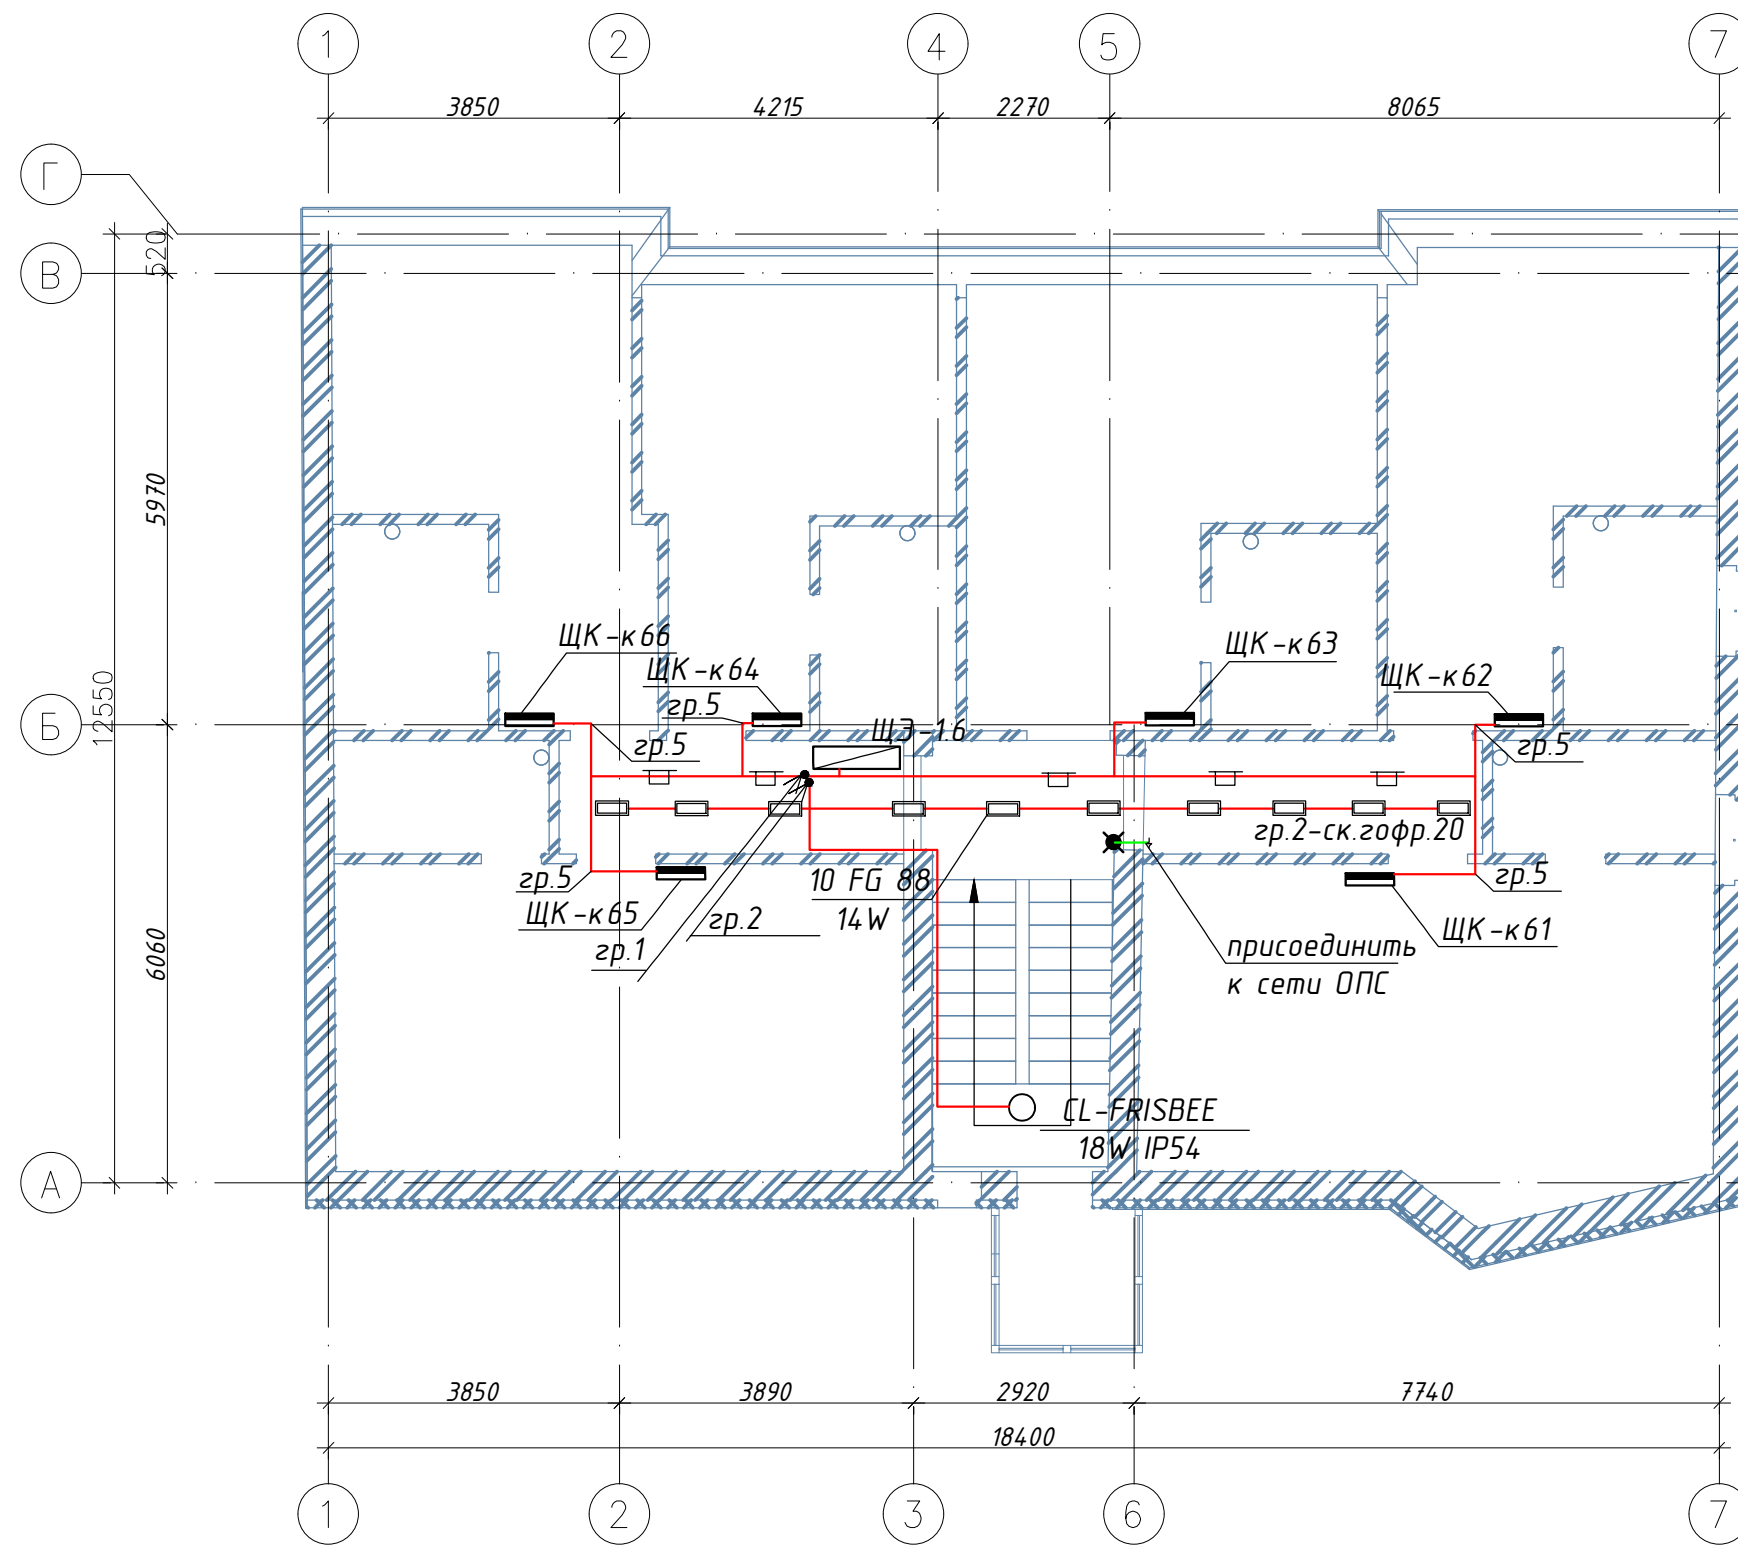 1
2
4
5
7
3850
4215
2270
8065
Г
520
В
5970
12550
ЩК-к66
ЩК-к63
ЩК-к64
ЩК-к62
гр.5
ЩЭ-1.6
Б
гр.5
гр.5
гр.2-ск.гофр.20
гр.5
10 FG 88
гр.5
14W
ЩК-к65
гр.2
ЩК-к61
гр.1
присоединить
к сети ОПС
6060
CL-FRISBEE
18W IP54
А
3850
3890
2920
7740
18400
1
2
3
6
7